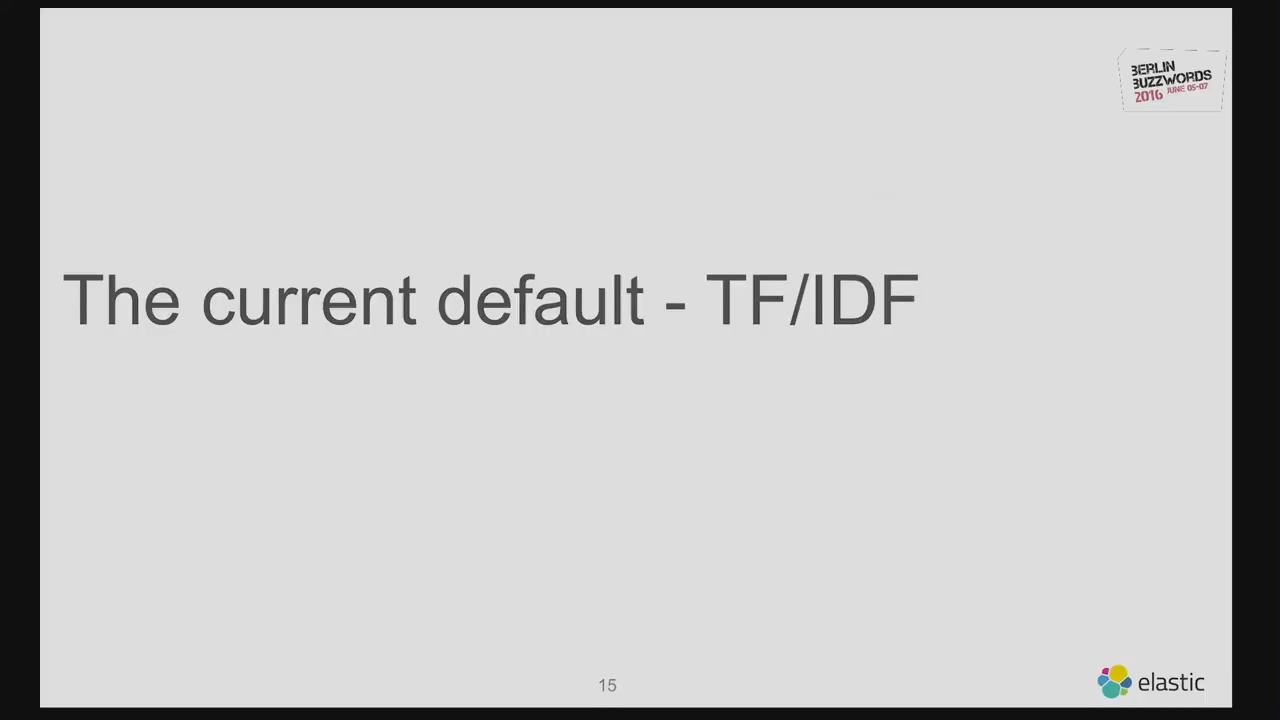 BERLIN
BUZZWORDS
2016 JUNE 05-07
The current default - TF/IDF
15
elastic